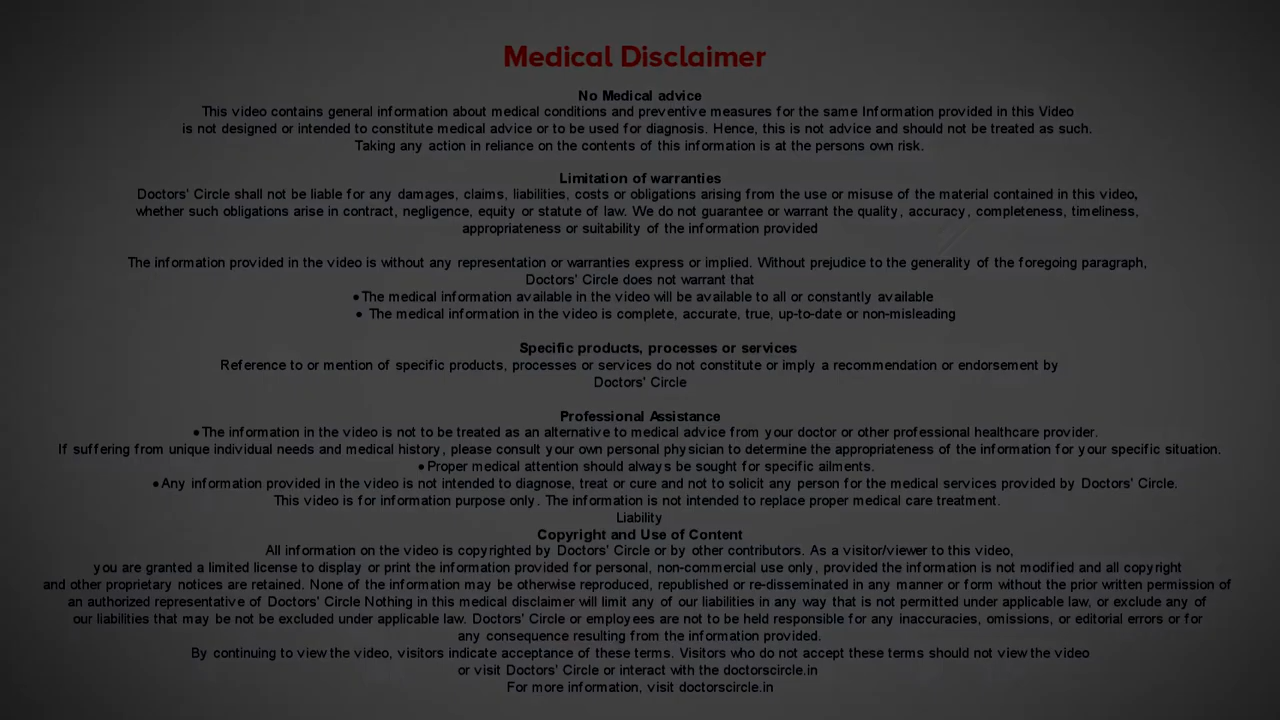 Medical Disclaimer
No Medical advice
This video contains general information about medical conditions and preventive measures for the same Information provided in this Video
is not designed or intended to constitute medical advice or to be used for diagnosis. Hence, this is not advice and should not be treated as such.
Taking any action in reliance on the contents of this information is at the persons own risk.
Limitation of warranties
Doctors' Circle shall not be liable for any damages, claims, liabilities, costs or obligations arising from the use or misuse of the material contained in this video,
whether such obligations arise in contract, negligence, equity or statute of law. We do not guarantee or warrant the quality, accuracy, completeness, timeliness,
appropriateness or suitability of the information provided
The information provided in the video is without any representation or warranties express or implied. Without prejudice to the generality of the foregoing paragraph,
Doctors' Circle does not warrant that
•The medical information available in the video will be available to all or constantly available
• The medical information in the video is complete, accurate, true, up-to-date or non-misleading
Specific products, processes or services
Reference to or mention of specific products, processes or services do not constitute or imply a recommendation or endorsement by
Doctors' Circle
Professional Assistance
•The information in the video is not to be treated as an alternative to medical advice from your doctor or other professional healthcare provider.
If suffering from unique individual needs and medical history, please consult your own personal physician to determine the appropriateness of the information for your specific situation.
•Proper medical attention should always be sought for specific ailments.
•Any information provided in the video is not intended to diagnose, treat or cure and not to solicit any person for the medical services provided by Doctors' Circle.
This video is for information purpose only. The information is not intended to replace proper medical care treatment.
Liability
Copyright and Use of Content
All information on the video is copyrighted by Doctors' Circle or by other contributors. As a visitor/viewer to this video,
you are granted a limited license to display or print the information provided for personal, non-commercial use only, provided the information is not modified and all copyright
and other proprietary notices are retained. None of the information may be otherwise reproduced, republished or re-disseminated in any manner or form without the prior written permission of
an authorized representative of Doctors' Circle Nothing in this medical disclaimer will limit any of our liabilities in any way that is not permitted under applicable law, or exclude any of
our liabilities that may be not be excluded under applicable law. Doctors' Circle or employees are not to be held responsible for any inaccuracies, omissions, or editorial errors or for
any consequence resulting from the information provided.
By continuing to view the video, visitors indicate acceptance of these terms. Visitors who do not accept these terms should not view the video
or visit Doctors' Circle or interact with the doctorscircle.in
For more information, visit doctorscircle.in